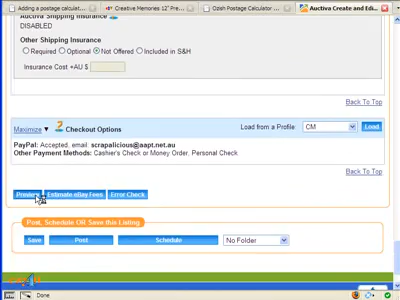 Adding a postage calculat...
Creative Memories 12" Pre...
Ozish Postage Calculator
Auctiva Create and Edi...
Auctiva Shipping Insurance
DISABLED
Other Shipping Insurance
Required Optional Not Offered Included in S&H
Insurance Cost +AU $
Back To Top
Maximize Checkout Options Load from a Profile: CM Load
PayPal: Accepted email scrapalicious@aapt.net.au
Other Payment Methods: Cashier's Check or Money Order, Personal Check
Back To Top
Preview Estimate eBay Fees Error Check
Post, Schedule OR Save this Listing
Save Post Schedule No Folder
Done